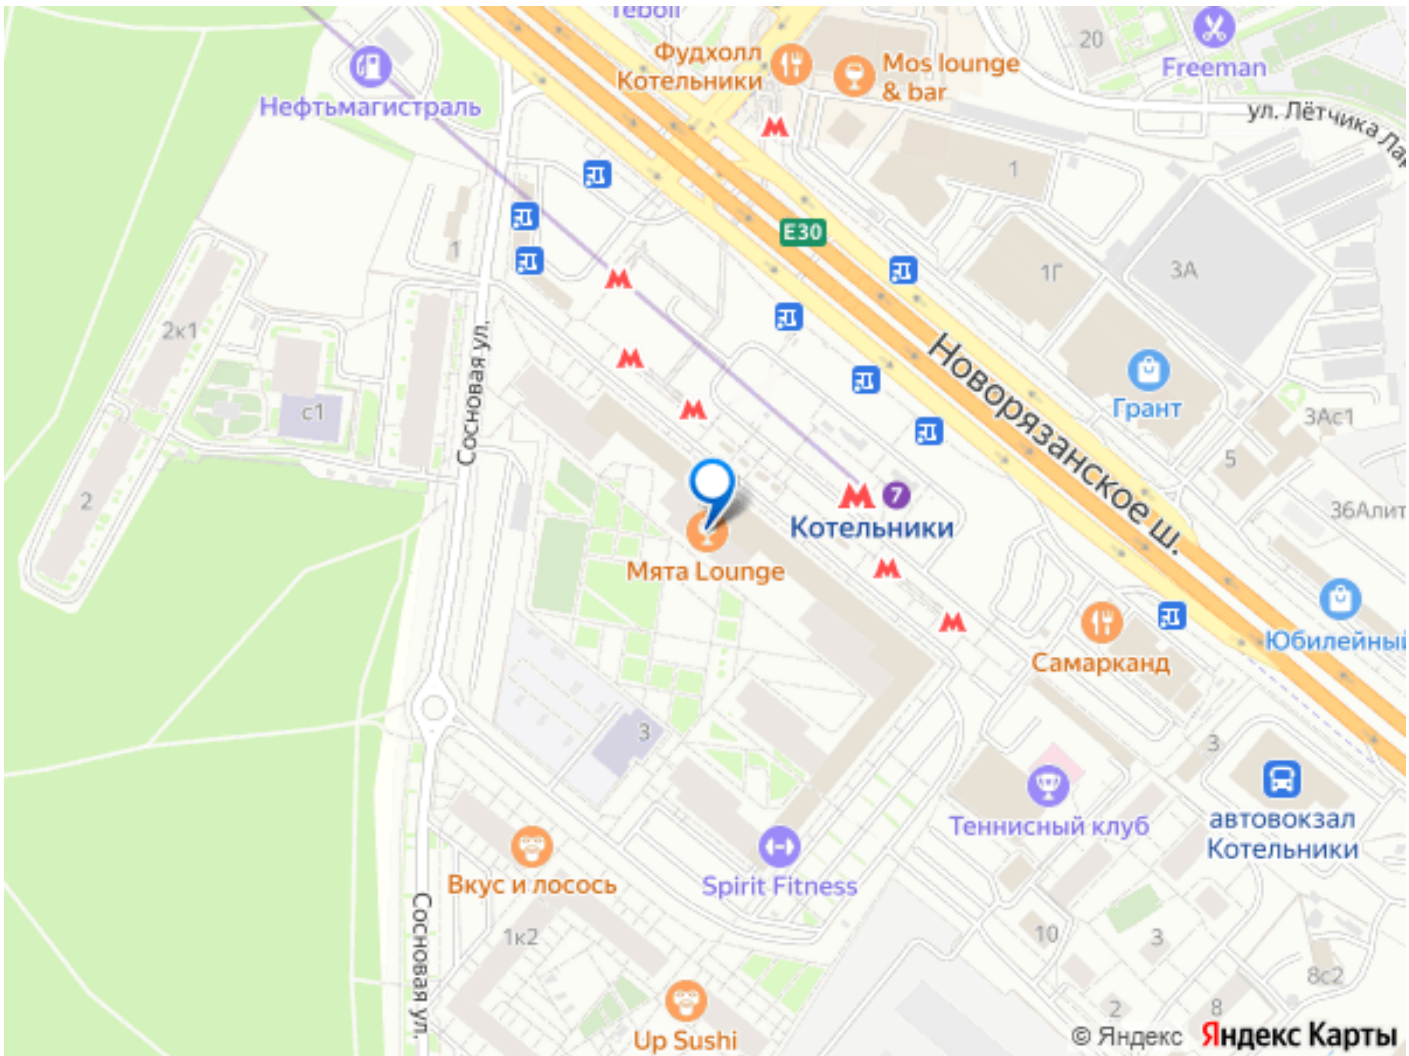 Teboil
Фудхолл
Котельники
Mos lounge
& bar
20
Freeman
Нефтьмагистраль
ул. Лётчика
М
1
E30
1
1Г
3А
М
2к1
Сосновая ул.
М
Новорязанское ш.
Грант
с1
М
3Ас1
5
2
М
7
Котельники
Мята Lounge
М
М
Самарканд
Юбилейный
3
3
Теннисный клуб
автовокзал
Котельники
Вкус и лосось
Spirit Fitness
Сосновая ул.
1к2
10
3
8с2
2
8
Up Sushi
© Яндекс Яндекс Карты